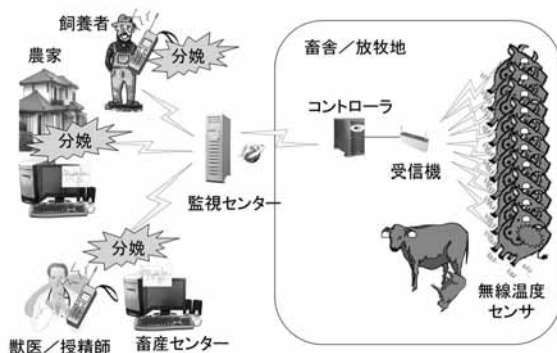 飼養者
農家
分娩
分娩
監視センター
分娩
獣医／授精師
畜産センター
畜舎／放牧地
コントローラ
受信機
無線温度
センサ